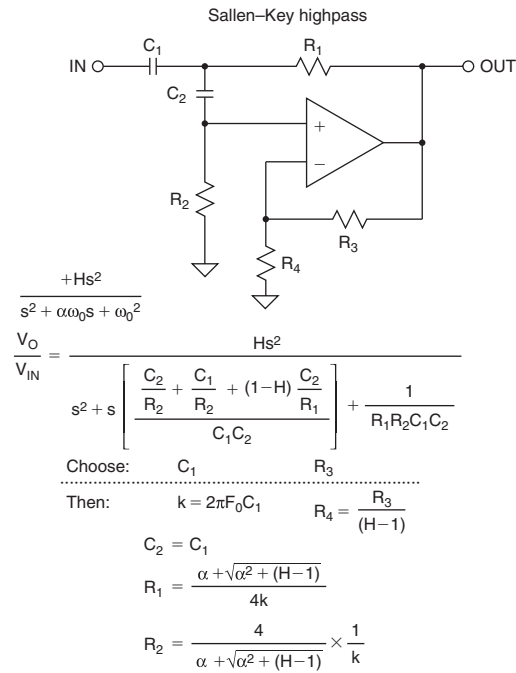 Sallen–Key highpass
C₁
R₁
IN
OUT
C₂
+
−
R₂
R₃
R₄
+Hs²
s² + αω₀s + ω₀²
V_O / V_IN = Hs² / (s² + s [ (C₂/R₂ + C₁/R₂ + (1−H) C₂/R₁) / C₁C₂ ] + 1 / R₁R₂C₁C₂)
Choose: C₁ R₃
Then: k = 2πF₀C₁ R₄ = R₃ / (H−1)
C₂ = C₁
R₁ = (α + √(α² + (H−1))) / 4k
R₂ = 4 / (α + √(α² + (H−1))) × 1/k